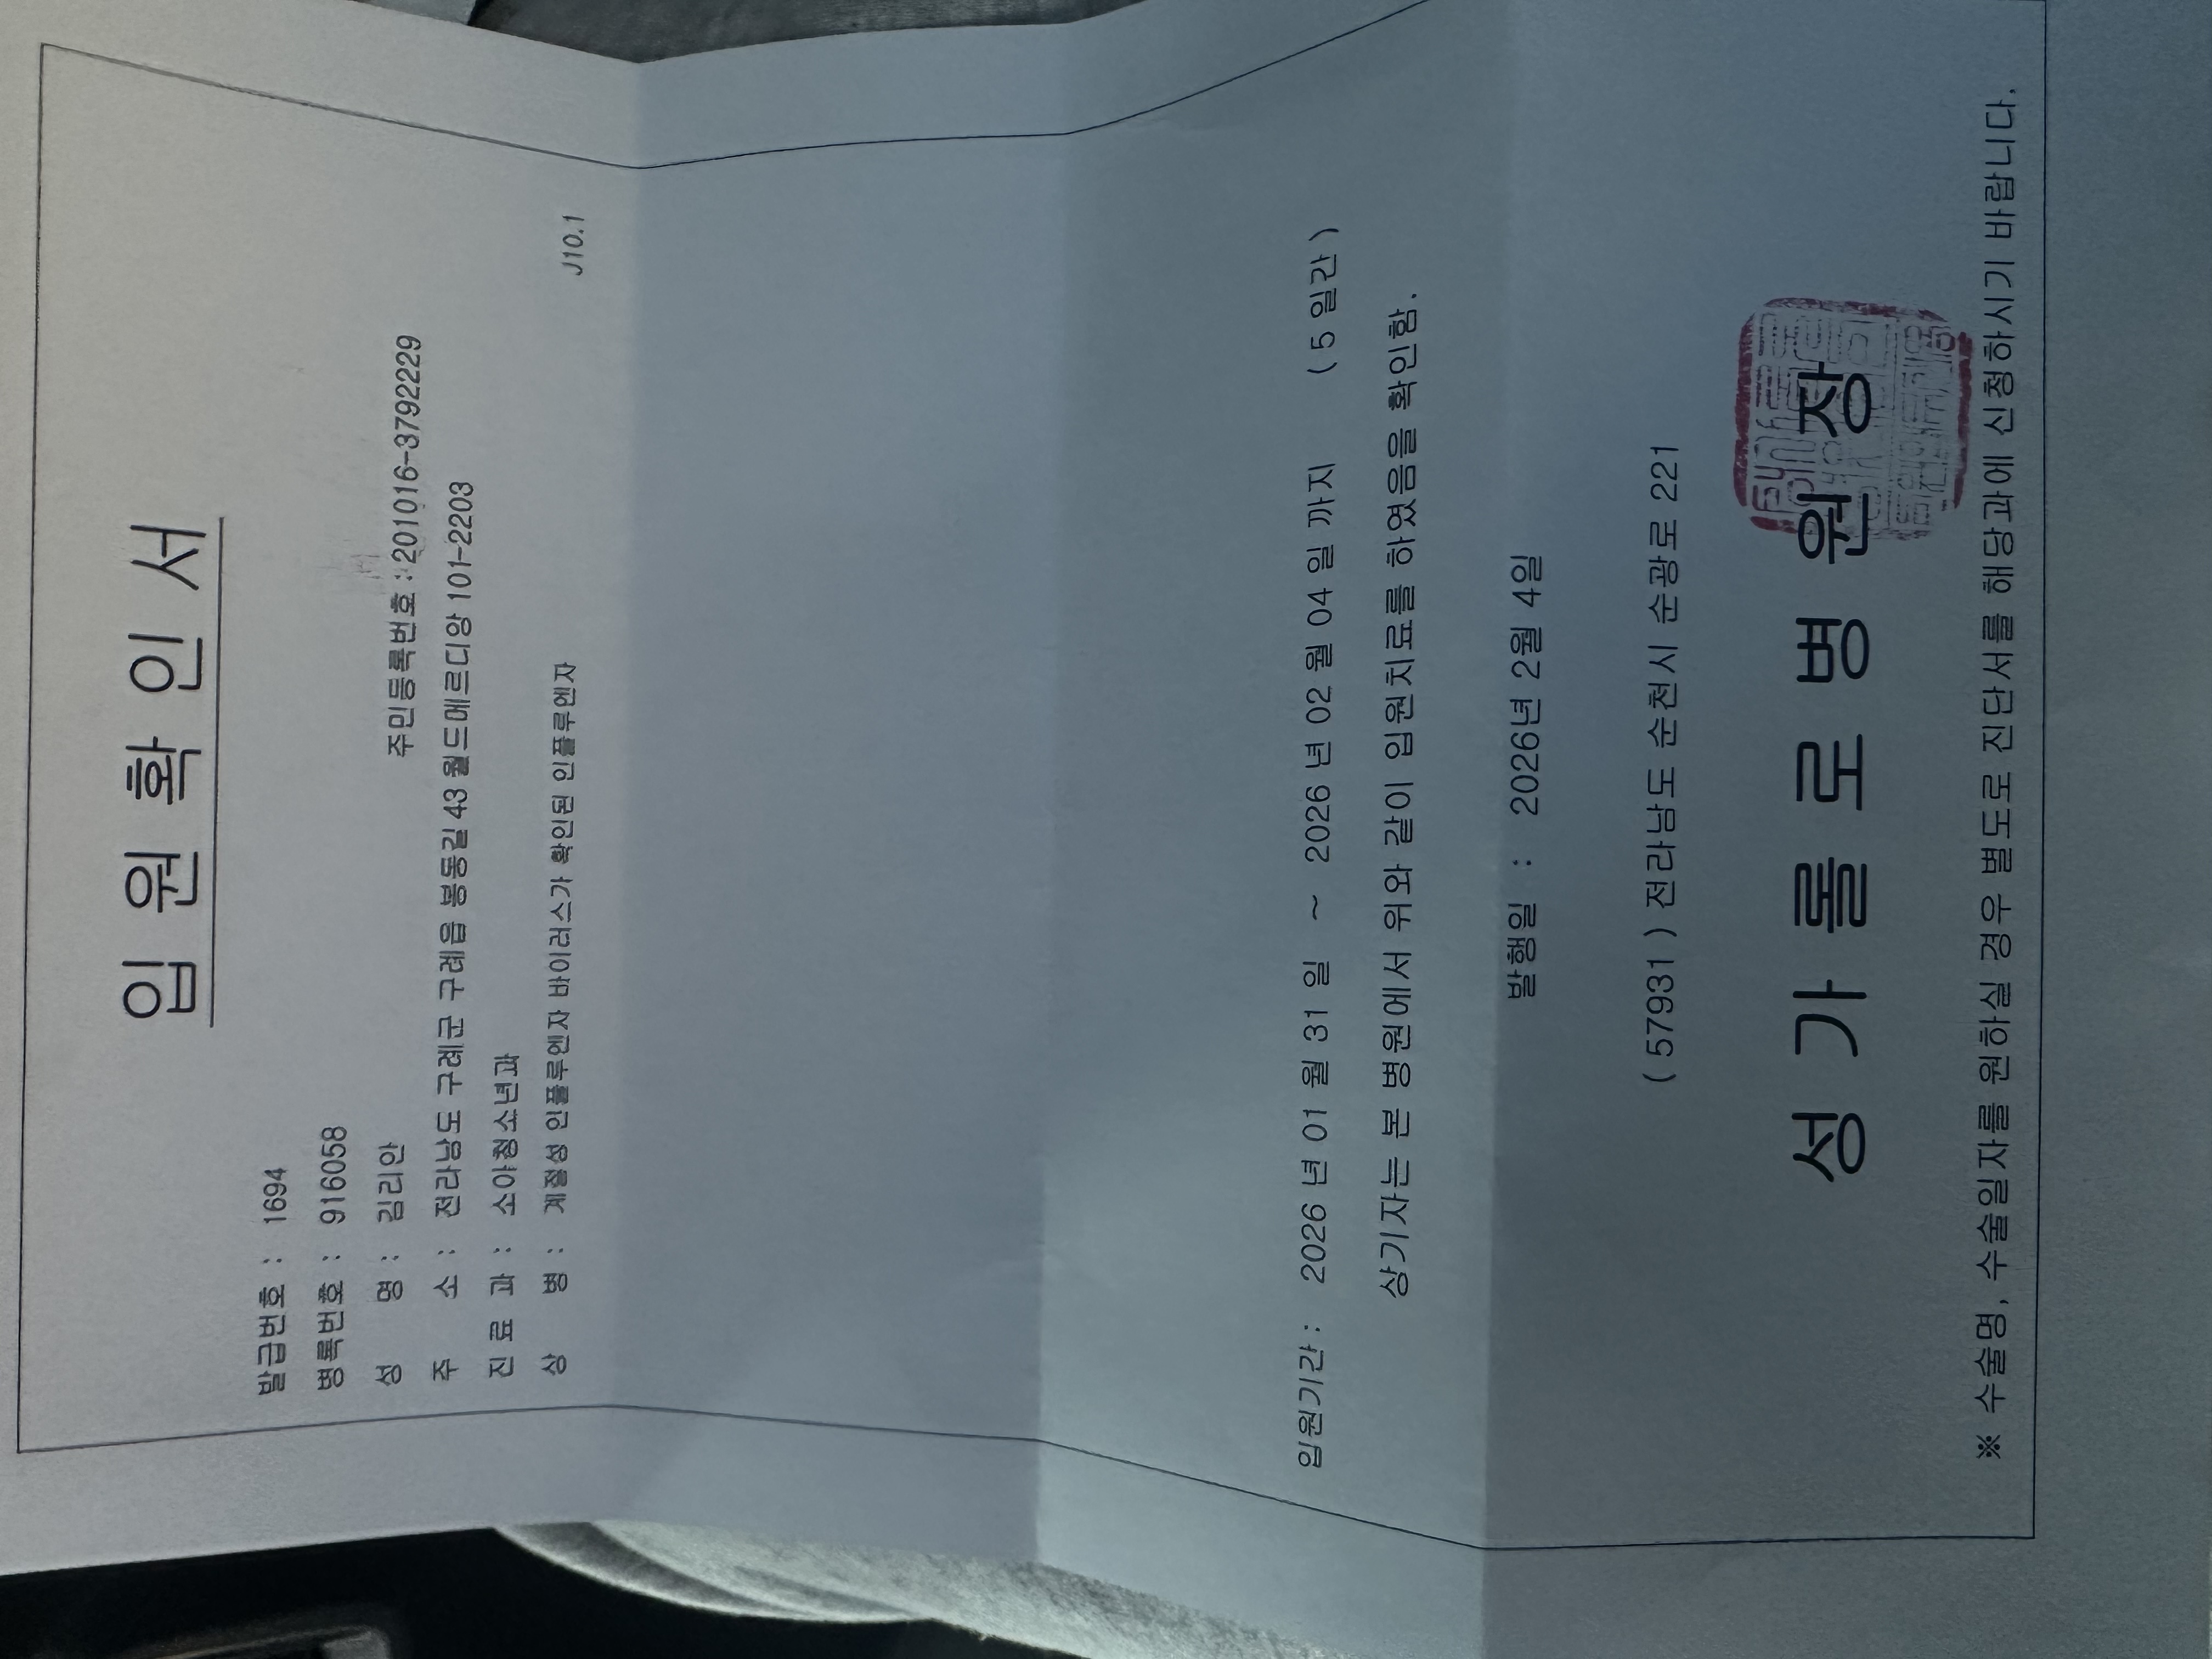 입 원 확 인 서
발급번호 : 1694
병록번호 : 916058
성 명 : 김리안 주민등록번호 : 201016-3792229
주 소 : 전라남도 구례군 구례읍 봉동길 43 월드메르디앙 101-2203
진 료 과 : 소아청소년과
상 병 : 계절성 인플루엔자 바이러스가 확인된 인플루엔자 J10.1
입원기간 : 2026 년 01 월 31 일 ~ 2026 년 02 월 04 일 까지 ( 5 일간 )
상기자는 본 병원에서 위와 같이 입원치료를 하였음을 확인함.
발행일 : 2026년 2월 4일
( 57931 ) 전라남도 순천시 순광로 221
성 가 롤 로 병 원 장
※ 수술명, 수술일자를 원하실 경우 별도로 진단서를 해당과에 신청하시기 바랍니다.